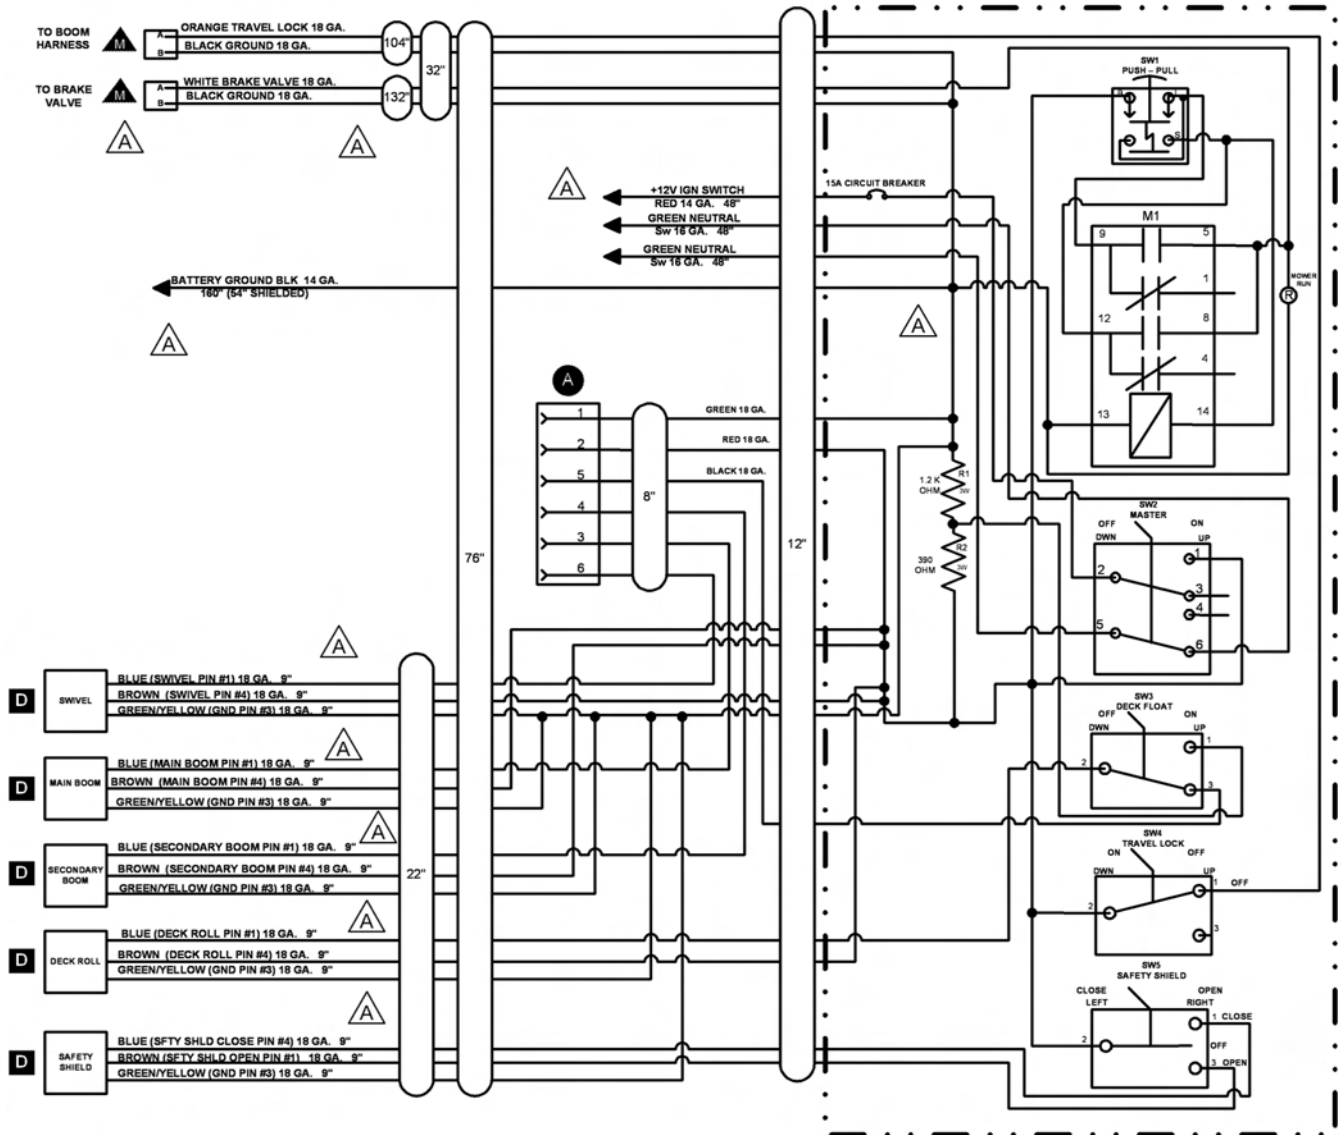 TO BOOM
HARNESS
M
A
B
ORANGE TRAVEL LOCK 18 GA.
BLACK GROUND 18 GA.
104"
32"
TO BRAKE
VALVE
M
A
B
WHITE BRAKE VALVE 18 GA.
BLACK GROUND 18 GA.
132"
A
A
A
+12V IGN SWITCH
RED 14 GA. 48"
GREEN NEUTRAL
Sw 16 GA. 48"
GREEN NEUTRAL
Sw 16 GA. 48"
15A CIRCUIT BREAKER
BATTERY GROUND BLK 14 GA.
160" (54" SHIELDED)
A
A
SW1
PUSH – PULL
S
M1
9
5
1
12
8
4
13
14
MOWER
RUN
R
A
1
2
5
4
3
6
8"
GREEN 18 GA.
RED 18 GA.
BLACK 18 GA.
76"
12"
1.2 K
OHM
R1
3W
390
OHM
R2
3W
SW2
MASTER
OFF
ON
DWN
UP
1
2
3
4
5
6
A
D
SWIVEL
BLUE (SWIVEL PIN #1) 18 GA. 9"
BROWN (SWIVEL PIN #4) 18 GA. 9"
GREEN/YELLOW (GND PIN #3) 18 GA. 9"
SW3
DECK FLOAT
OFF
ON
DWN
UP
1
2
3
A
D
MAIN BOOM
BLUE (MAIN BOOM PIN #1) 18 GA. 9"
BROWN (MAIN BOOM PIN #4) 18 GA. 9"
GREEN/YELLOW (GND PIN #3) 18 GA. 9"
A
D
SECONDARY
BOOM
BLUE (SECONDARY BOOM PIN #1) 18 GA. 9"
BROWN (SECONDARY BOOM PIN #4) 18 GA. 9"
GREEN/YELLOW (GND PIN #3) 18 GA. 9"
22"
SW4
TRAVEL LOCK
ON
OFF
DWN
UP
1
OFF
2
3
A
D
DECK ROLL
BLUE (DECK ROLL PIN #1) 18 GA. 9"
BROWN (DECK ROLL PIN #4) 18 GA. 9"
GREEN/YELLOW (GND PIN #3) 18 GA. 9"
A
SW5
SAFETY SHIELD
CLOSE
OPEN
LEFT
RIGHT
1 CLOSE
2
OFF
3 OPEN
D
SAFETY
SHIELD
BLUE (SFTY SHLD CLOSE PIN #4) 18 GA. 9"
BROWN (SFTY SHLD OPEN PIN #1) 18 GA. 9"
GREEN/YELLOW (GND PIN #3) 18 GA. 9"